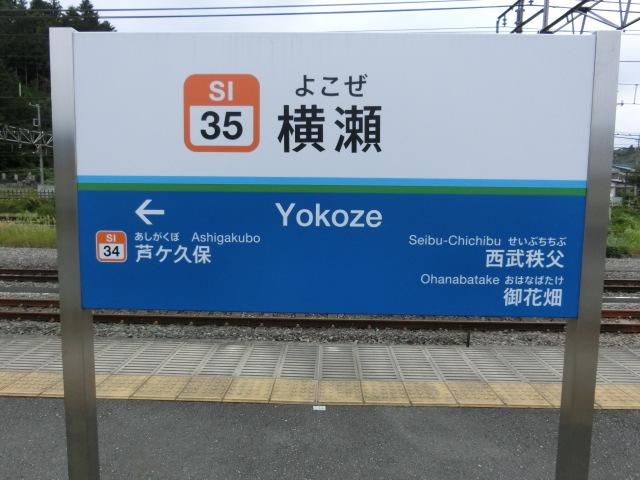 SI
35
よこぜ
横瀬
←
Yokoze
SI
34
あしがくぼ Ashigakubo
芦ケ久保
Seibu-Chichibu せいぶちちぶ
西武秩父
Ohanabatake おはなばたけ
御花畑